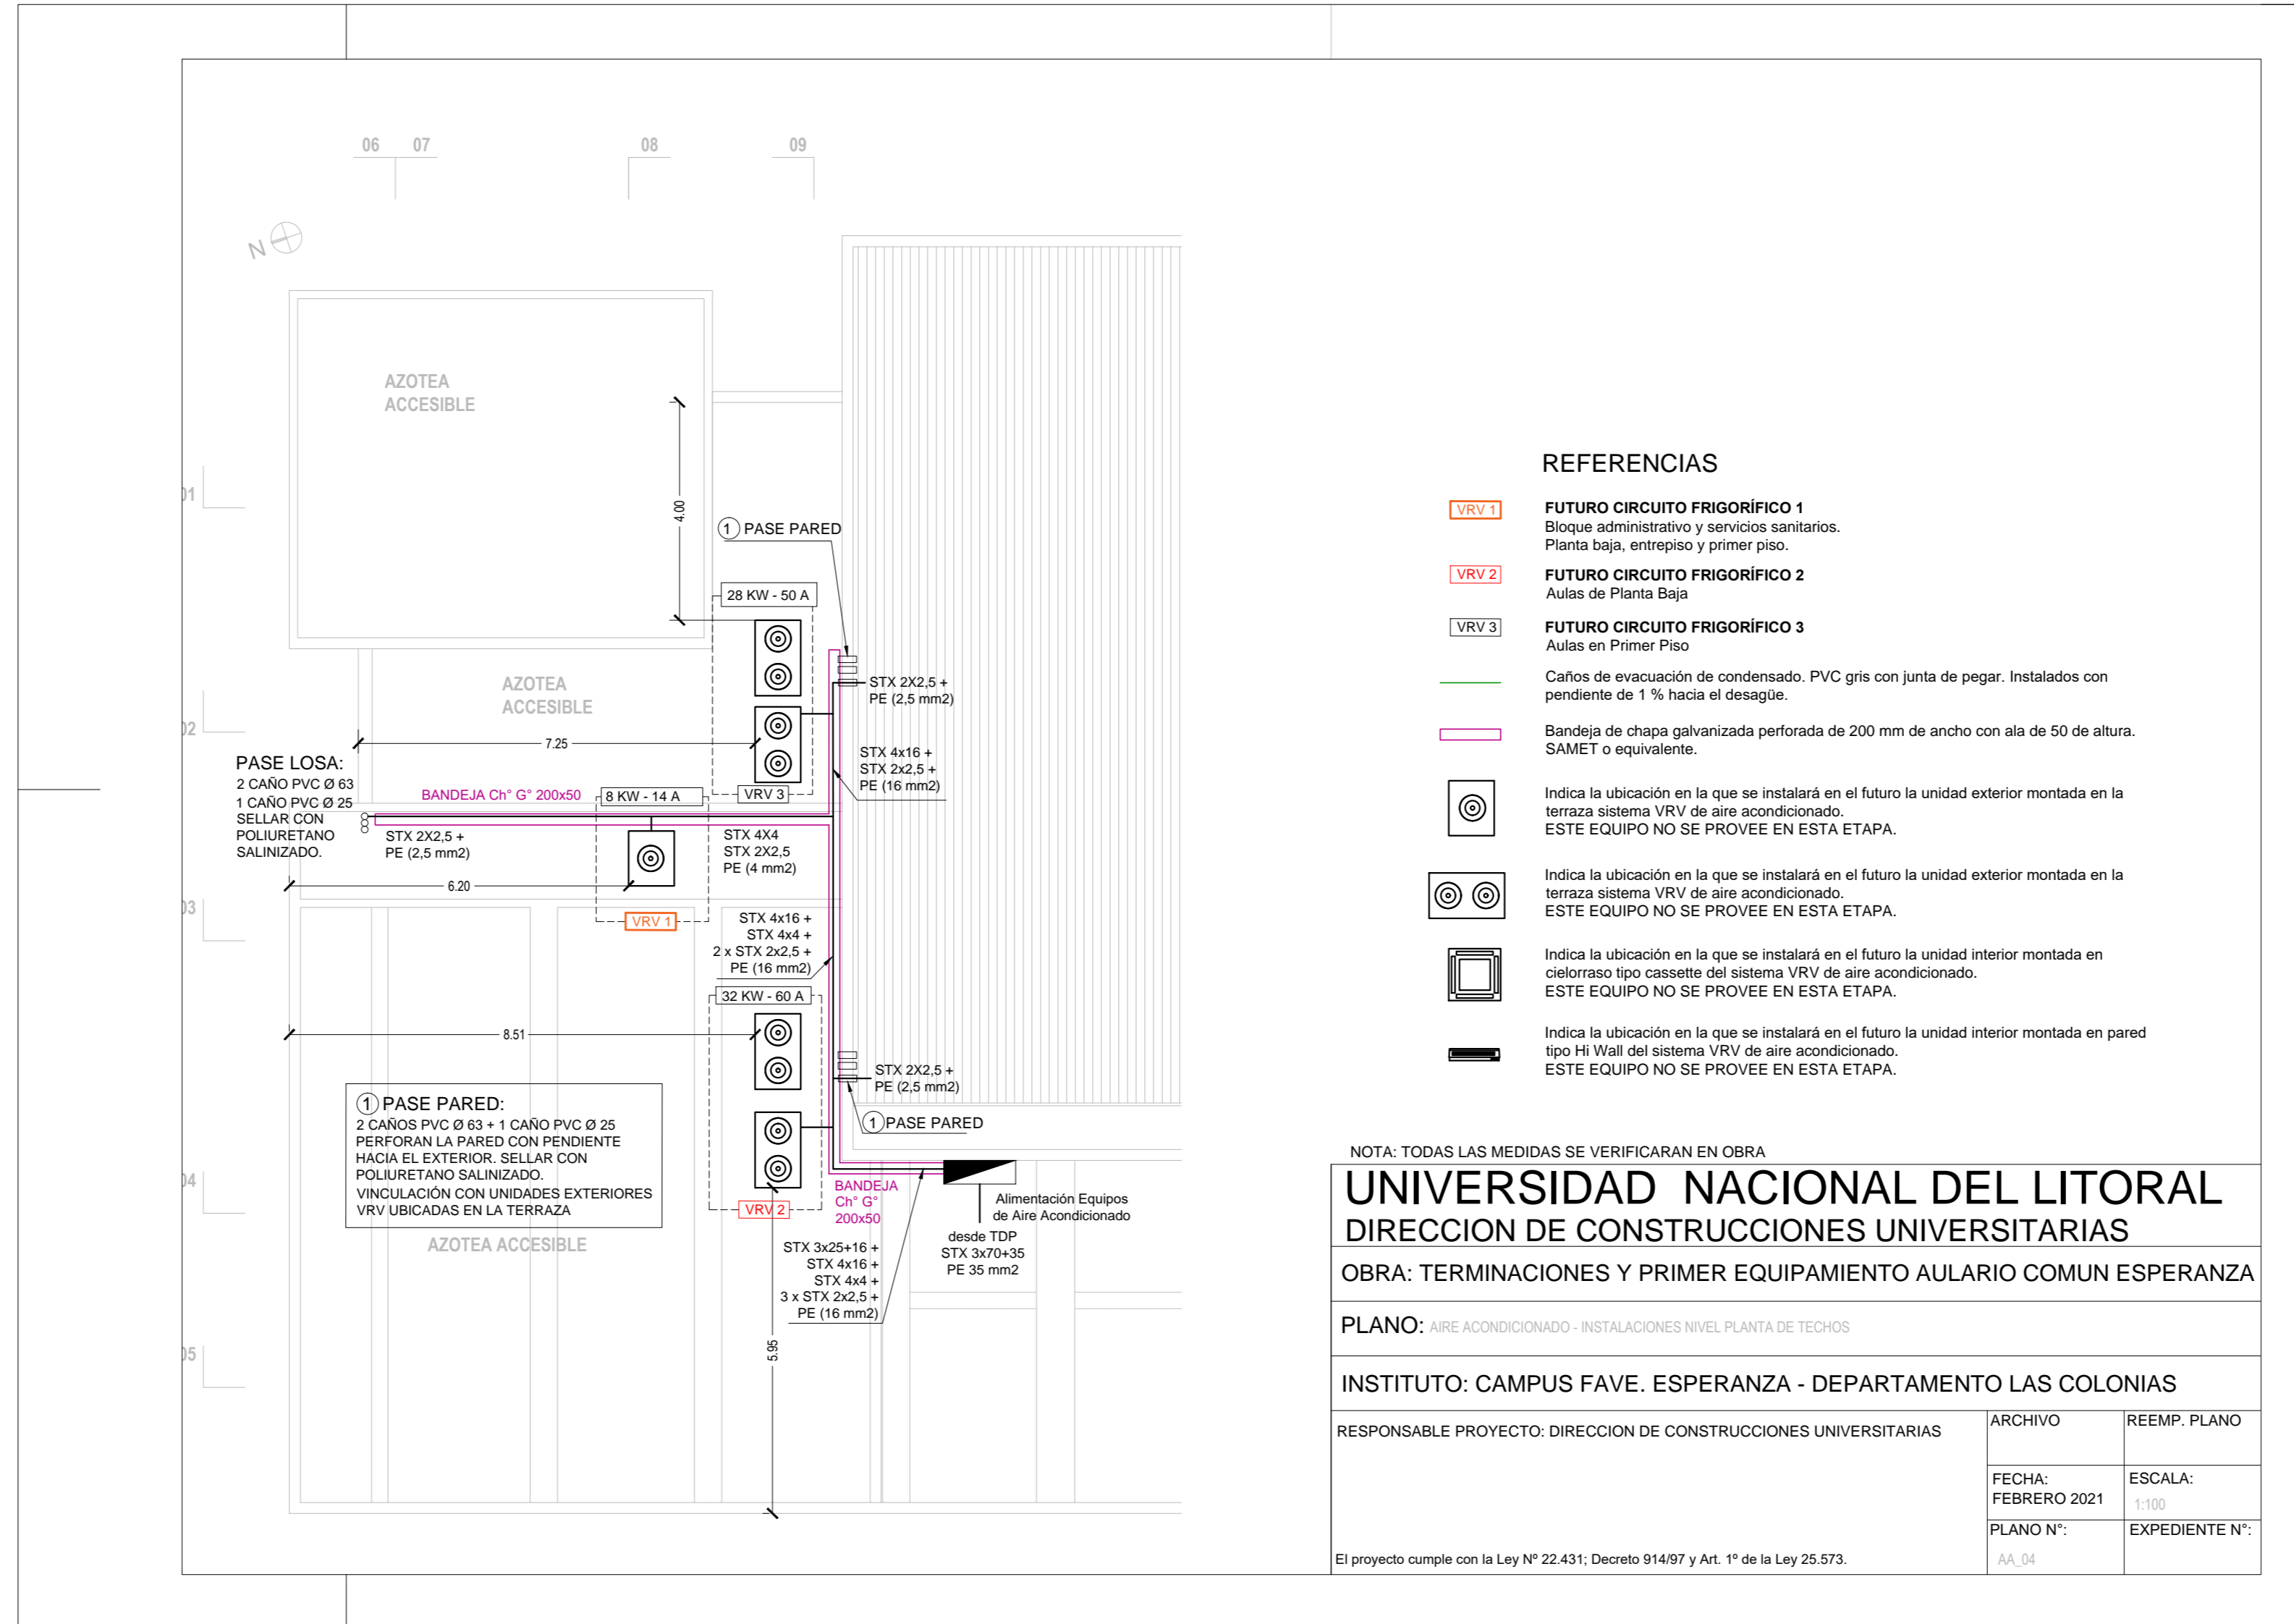 06 07 08 09
N
AZOTEA
ACCESIBLE
01
4.00
1 PASE PARED
28 KW - 50 A
AZOTEA
ACCESIBLE
STX 2X2,5 +
PE (2,5 mm2)
02
7.25
STX 4x16 +
STX 2x2,5 +
PE (16 mm2)
PASE LOSA:
2 CAÑO PVC Ø 63
1 CAÑO PVC Ø 25
SELLAR CON
POLIURETANO
SALINIZADO.
BANDEJA Ch° G° 200x50
8 KW - 14 A
VRV 3
STX 2X2,5 +
PE (2,5 mm2)
STX 4X4
STX 2X2,5
PE (4 mm2)
6.20
03
VRV 1
STX 4x16 +
STX 4x4 +
2 x STX 2x2,5 +
PE (16 mm2)
32 KW - 60 A
8.51
STX 2X2,5 +
PE (2,5 mm2)
1 PASE PARED
1 PASE PARED:
2 CAÑOS PVC Ø 63 + 1 CAÑO PVC Ø 25
PERFORAN LA PARED CON PENDIENTE
HACIA EL EXTERIOR. SELLAR CON
POLIURETANO SALINIZADO.
VINCULACIÓN CON UNIDADES EXTERIORES
VRV UBICADAS EN LA TERRAZA
04
VRV 2
BANDEJA
Ch° G°
200x50
Alimentación Equipos
de Aire Acondicionado
desde TDP
STX 3x70+35
PE 35 mm2
AZOTEA ACCESIBLE
STX 3x25+16 +
STX 4x16 +
STX 4x4 +
3 x STX 2x2,5 +
PE (16 mm2)
5.95
05
REFERENCIAS
VRV 1
FUTURO CIRCUITO FRIGORÍFICO 1
Bloque administrativo y servicios sanitarios.
Planta baja, entrepiso y primer piso.
VRV 2
FUTURO CIRCUITO FRIGORÍFICO 2
Aulas de Planta Baja
VRV 3
FUTURO CIRCUITO FRIGORÍFICO 3
Aulas en Primer Piso
Caños de evacuación de condensado. PVC gris con junta de pegar. Instalados con
pendiente de 1 % hacia el desagüe.
Bandeja de chapa galvanizada perforada de 200 mm de ancho con ala de 50 de altura.
SAMET o equivalente.
Indica la ubicación en la que se instalará en el futuro la unidad exterior montada en la
terraza sistema VRV de aire acondicionado.
ESTE EQUIPO NO SE PROVEE EN ESTA ETAPA.
Indica la ubicación en la que se instalará en el futuro la unidad exterior montada en la
terraza sistema VRV de aire acondicionado.
ESTE EQUIPO NO SE PROVEE EN ESTA ETAPA.
Indica la ubicación en la que se instalará en el futuro la unidad interior montada en
cielorraso tipo cassette del sistema VRV de aire acondicionado.
ESTE EQUIPO NO SE PROVEE EN ESTA ETAPA.
Indica la ubicación en la que se instalará en el futuro la unidad interior montada en pared
tipo Hi Wall del sistema VRV de aire acondicionado.
ESTE EQUIPO NO SE PROVEE EN ESTA ETAPA.
NOTA: TODAS LAS MEDIDAS SE VERIFICARAN EN OBRA
UNIVERSIDAD NACIONAL DEL LITORAL
DIRECCION DE CONSTRUCCIONES UNIVERSITARIAS
OBRA: TERMINACIONES Y PRIMER EQUIPAMIENTO AULARIO COMUN ESPERANZA
PLANO: AIRE ACONDICIONADO - INSTALACIONES NIVEL PLANTA DE TECHOS
INSTITUTO: CAMPUS FAVE. ESPERANZA - DEPARTAMENTO LAS COLONIAS
RESPONSABLE PROYECTO: DIRECCION DE CONSTRUCCIONES UNIVERSITARIAS
ARCHIVO
REEMP. PLANO
FECHA:
FEBRERO 2021
ESCALA:
1:100
PLANO N°:
AA_04
EXPEDIENTE N°:
El proyecto cumple con la Ley Nº 22.431; Decreto 914/97 y Art. 1º de la Ley 25.573.